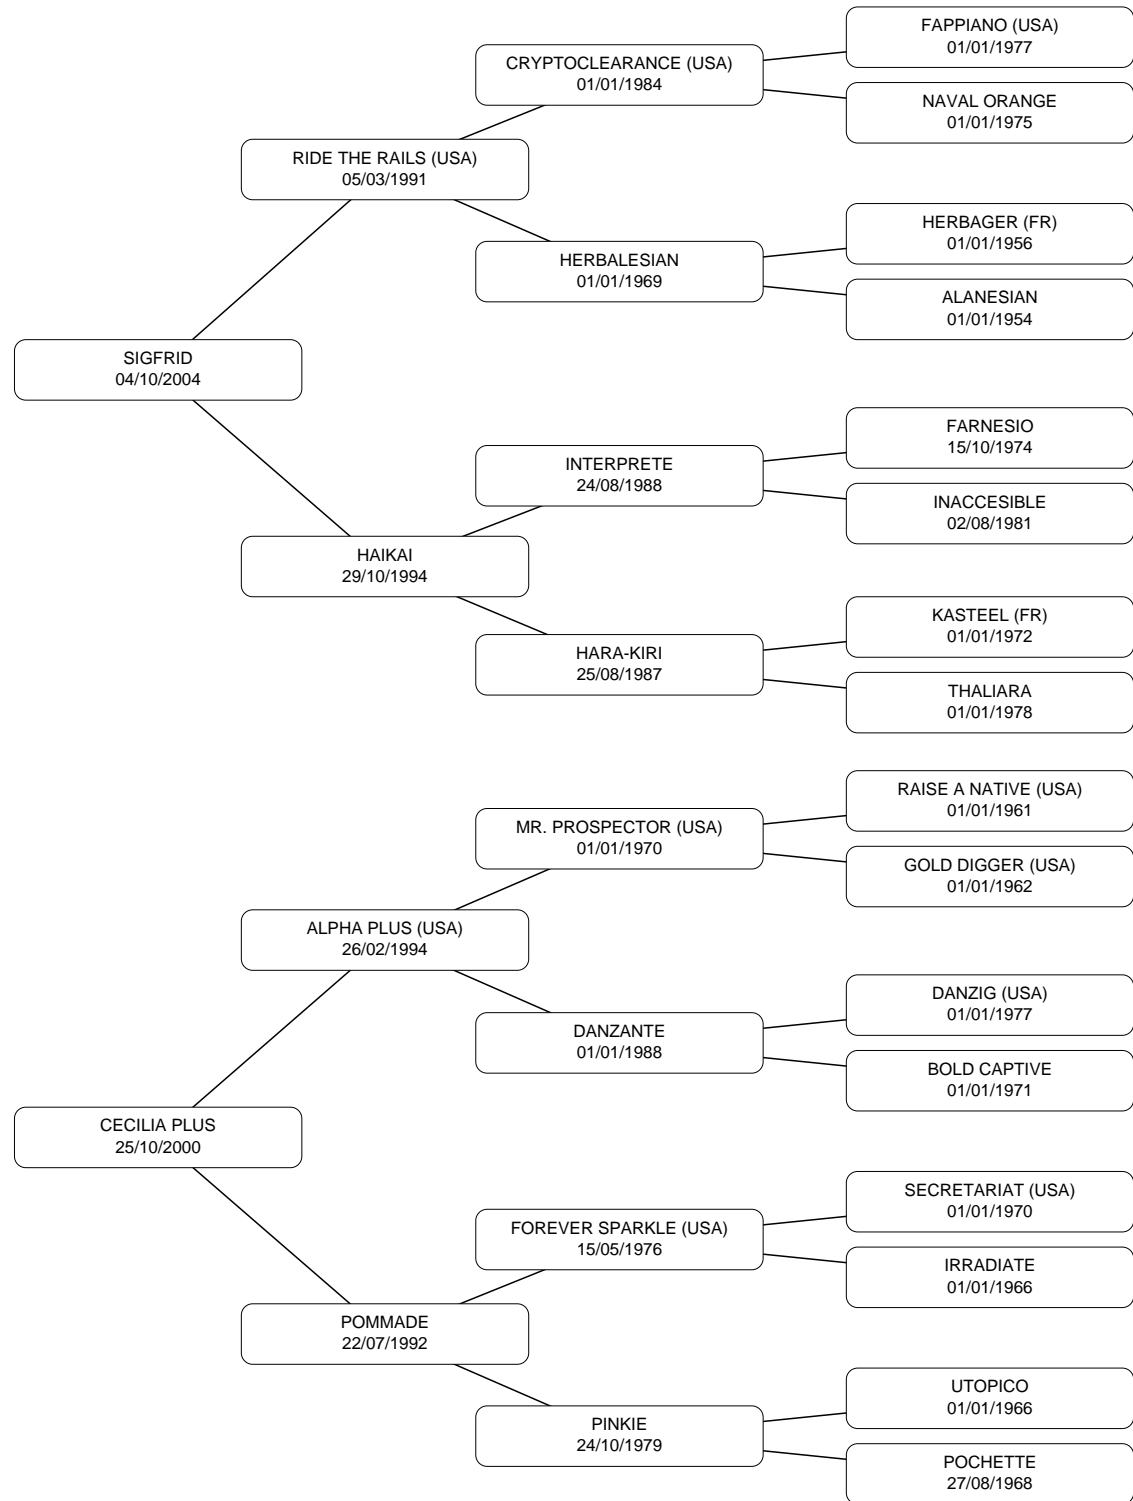 FAPPIANO (USA)
01/01/1977
CRYPTOCLEARANCE (USA)
01/01/1984
NAVAL ORANGE
01/01/1975
RIDE THE RAILS (USA)
05/03/1991
HERBAGER (FR)
01/01/1956
HERBALESIAN
01/01/1969
ALANESIAN
01/01/1954
SIGFRID
04/10/2004
FARNESIO
15/10/1974
INTERPRETE
24/08/1988
INACCESIBLE
02/08/1981
HAIKAI
29/10/1994
KASTEEL (FR)
01/01/1972
HARA-KIRI
25/08/1987
THALIARA
01/01/1978
RAISE A NATIVE (USA)
01/01/1961
MR. PROSPECTOR (USA)
01/01/1970
GOLD DIGGER (USA)
01/01/1962
ALPHA PLUS (USA)
26/02/1994
DANZIG (USA)
01/01/1977
DANZANTE
01/01/1988
BOLD CAPTIVE
01/01/1971
CECILIA PLUS
25/10/2000
SECRETARIAT (USA)
01/01/1970
FOREVER SPARKLE (USA)
15/05/1976
IRRADIATE
01/01/1966
POMMADE
22/07/1992
UTOPICO
01/01/1966
PINKIE
24/10/1979
POCHETTE
27/08/1968